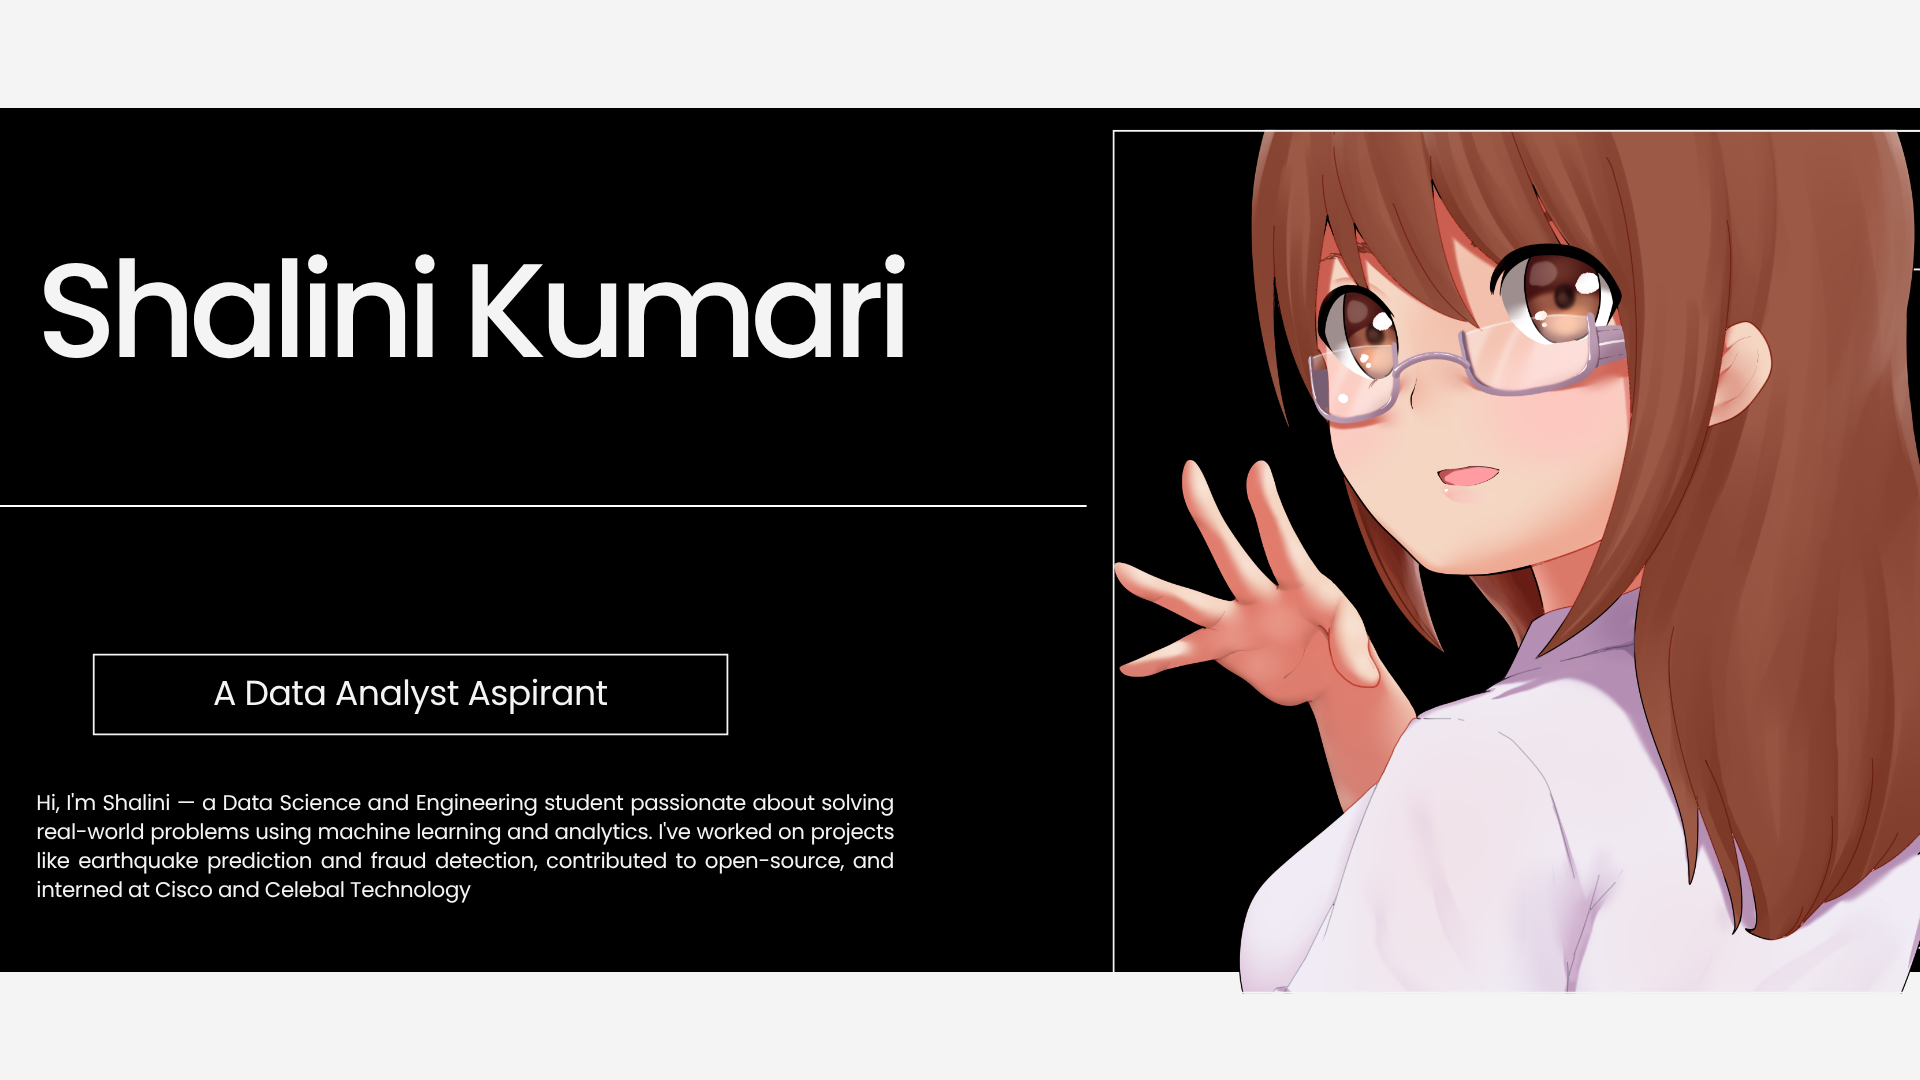 Shalini Kumari
A Data Analyst Aspirant
Hi, I'm Shalini — a Data Science and Engineering student passionate about solving
real-world problems using machine learning and analytics. I've worked on projects
like earthquake prediction and fraud detection, contributed to open-source, and
interned at Cisco and Celebal Technology